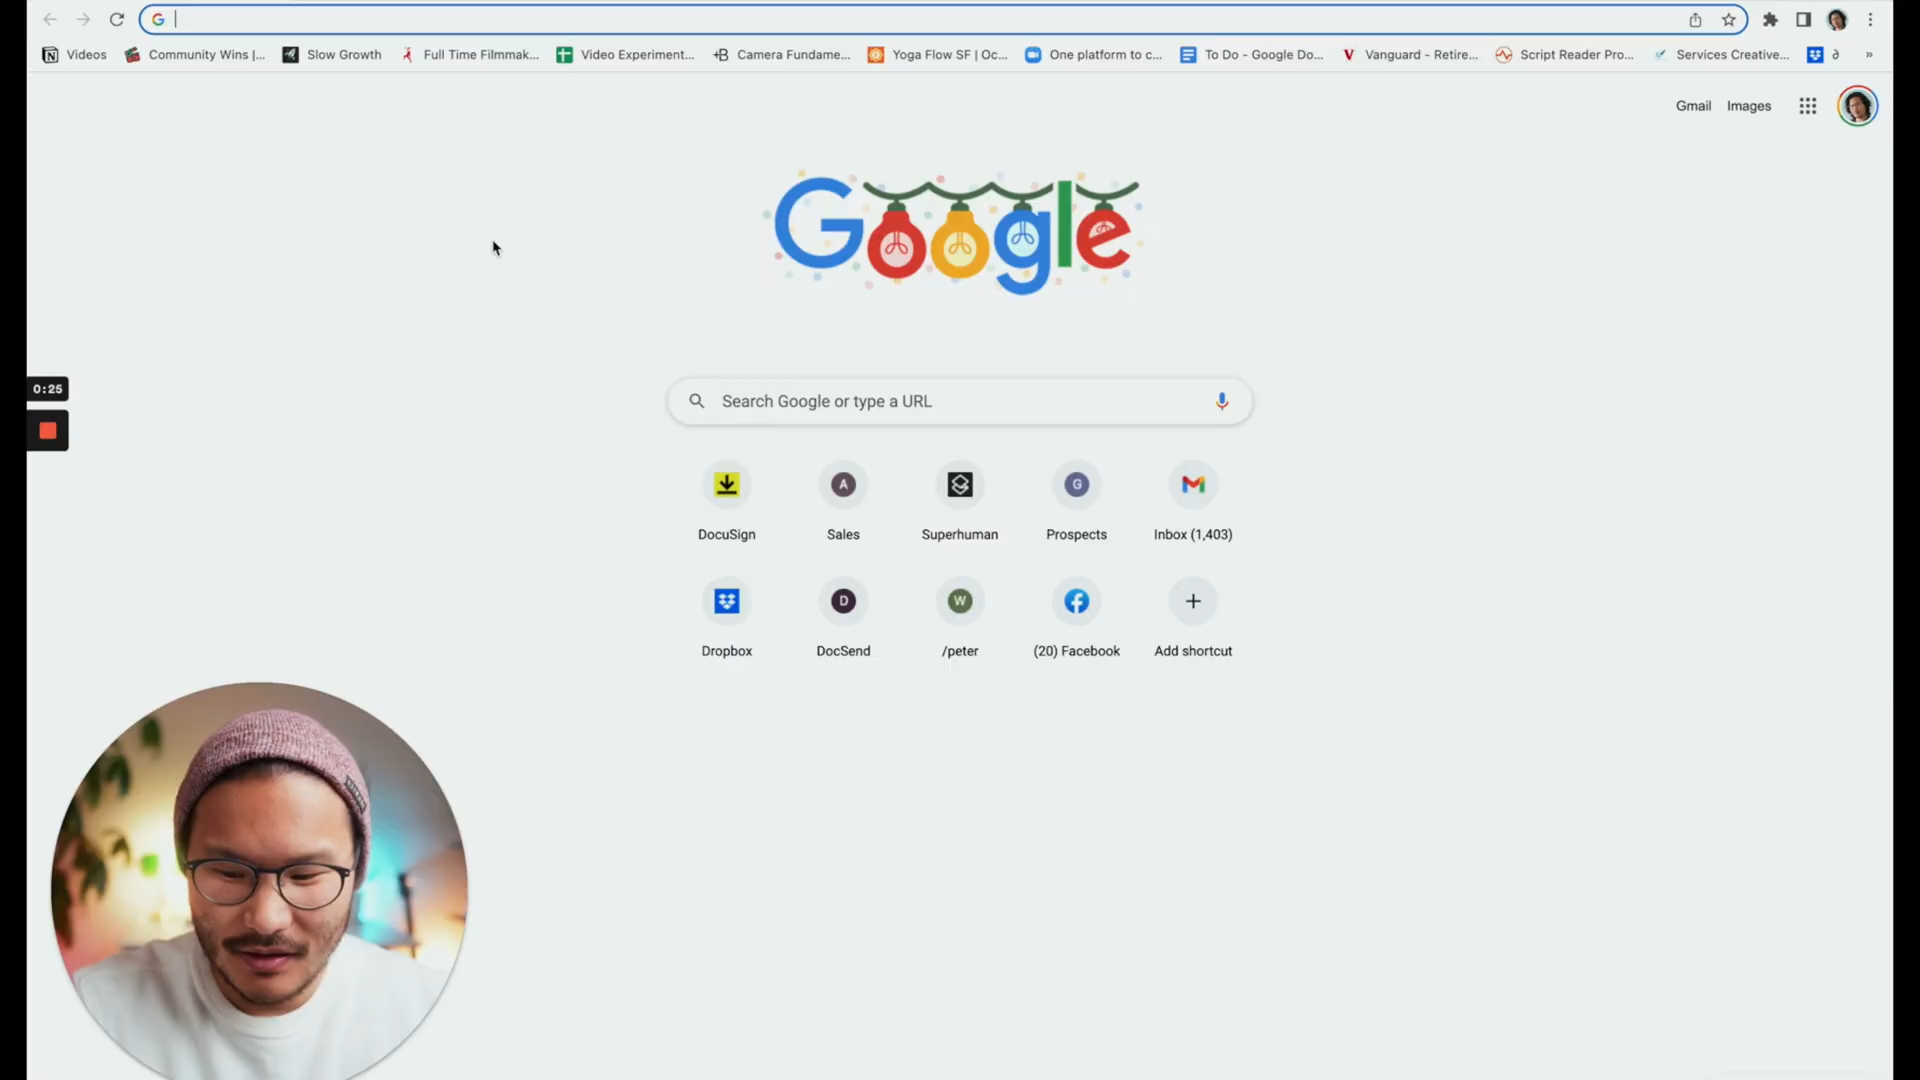 Videos
Community Wins |...
Slow Growth
Full Time Filmmak...
Video Experiment...
+B Camera Fundame...
Yoga Flow SF | Oc...
One platform to c...
To Do - Google Do...
V Vanguard - Retire...
Script Reader Pro...
Services Creative...
∂
»
Gmail Images
Google
0:25
Search Google or type a URL
A
G
DocuSign
Sales
Superhuman
Prospects
Inbox (1,403)
D
W
Dropbox
DocSend
/peter
(20) Facebook
Add shortcut